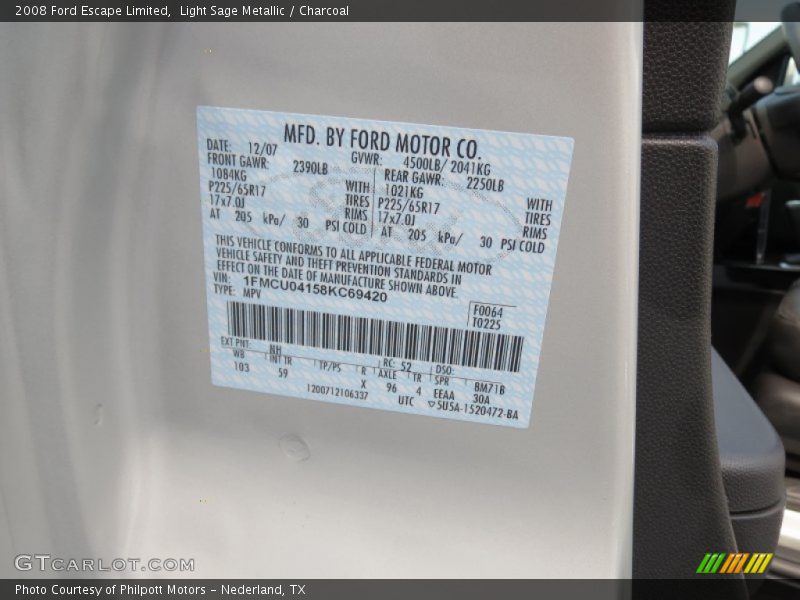 2008 Ford Escape Limited, Light Sage Metallic / Charcoal
MFD. BY FORD MOTOR CO.
DATE: 12/07 GVWR: 4500LB/ 2041KG
FRONT GAWR: 2390LB REAR GAWR: 2250LB
1084KG WITH 1021KG WITH
P225/65R17 TIRES P225/65R17 TIRES
17x7.0J RIMS 17x7.0J RIMS
AT 205 kPa/ 30 PSI COLD AT 205 kPa/ 30 PSI COLD
THIS VEHICLE CONFORMS TO ALL APPLICABLE FEDERAL MOTOR
VEHICLE SAFETY AND THEFT PREVENTION STANDARDS IN
EFFECT ON THE DATE OF MANUFACTURE SHOWN ABOVE.
VIN: 1FMCU04158KC69420
TYPE: MPV
F0064
T0225
EXT PNT: NH RC: 52 DSO:
WB INT TR TP/PS R AXLE TR SPR BM71B
103 59 X 96 4 EEAA 30A
1200712106337 UTC ▽5USA-1520472-BA
GTCARLOT.COM
Photo Courtesy of Philpott Motors - Nederland, TX